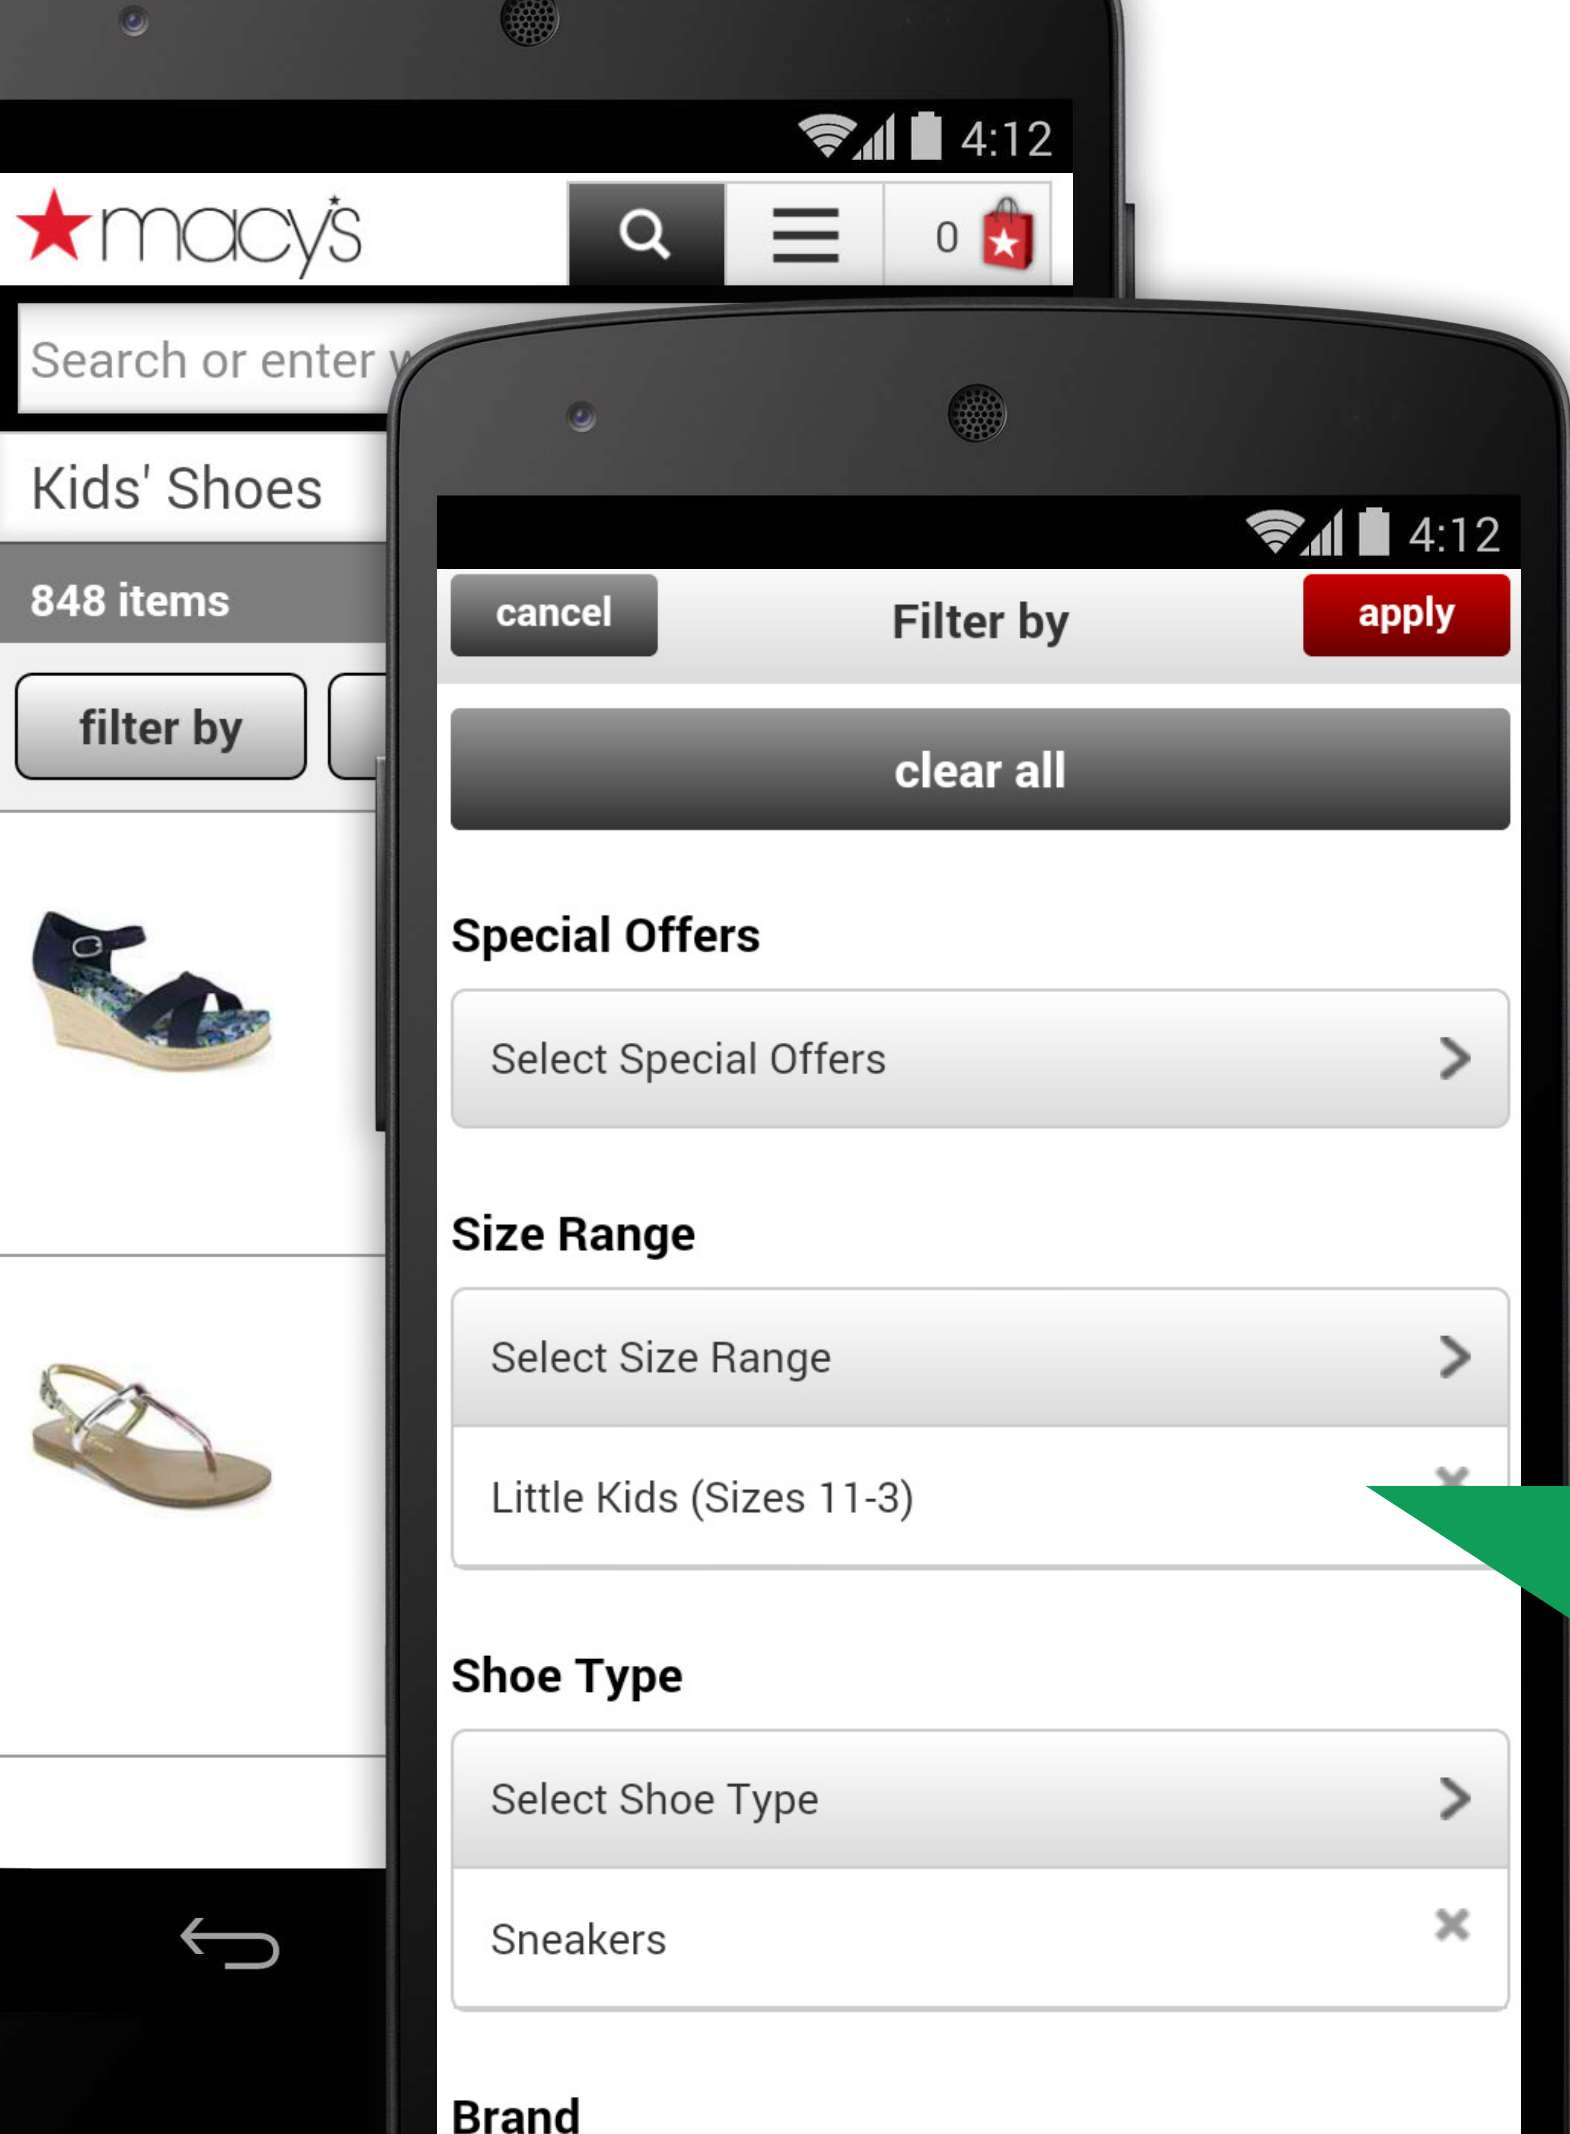 4:12
macy's
0
Search or enter
Kids' Shoes
848 items
filter by
4:12
cancel
Filter by
apply
clear all
Special Offers
Select Special Offers
Size Range
Select Size Range
Little Kids (Sizes 11-3)
Shoe Type
Select Shoe Type
Sneakers
Brand